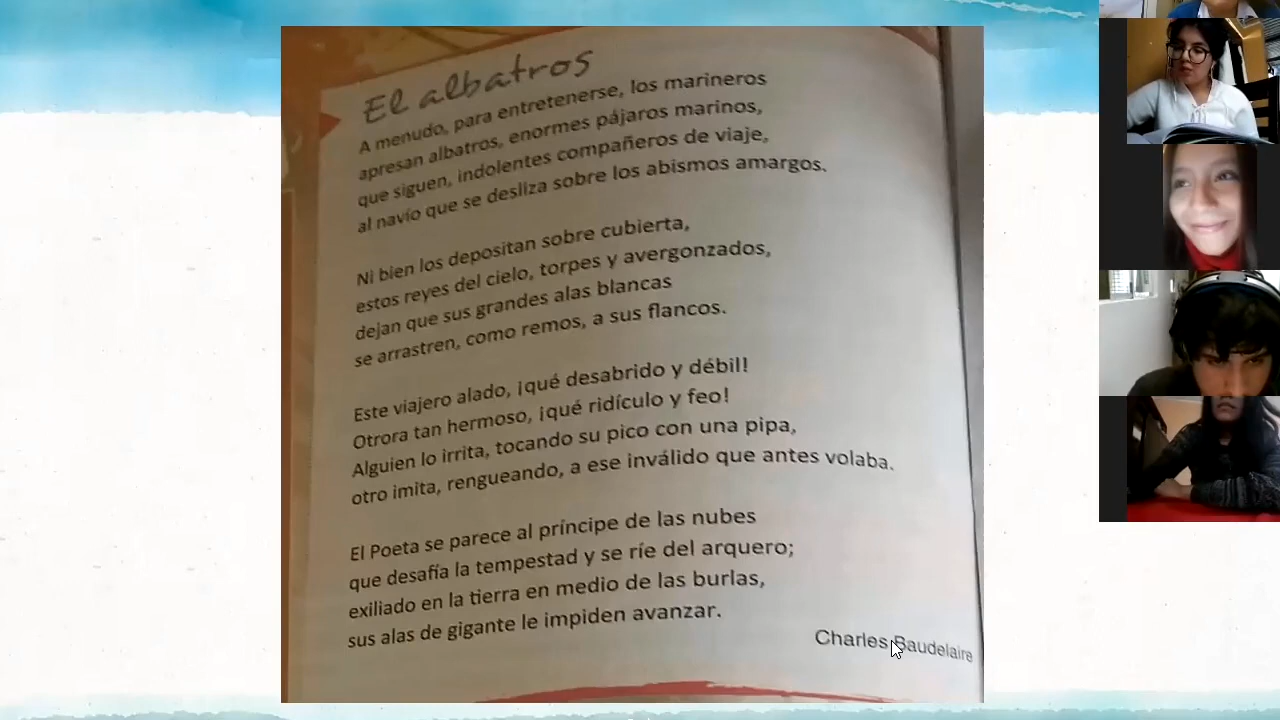 El albatros
A menudo, para entretenerse, los marineros
apresan albatros, enormes pájaros marinos,
que siguen, indolentes compañeros de viaje,
al navío que se desliza sobre los abismos amargos.
Ni bien los depositan sobre cubierta,
estos reyes del cielo, torpes y avergonzados,
dejan que sus grandes alas blancas
se arrastren, como remos, a sus flancos.
Este viajero alado, ¡qué desabrido y débil!
Otrora tan hermoso, ¡qué ridículo y feo!
Alguien lo irrita, tocando su pico con una pipa,
otro imita, rengueando, a ese inválido que antes volaba.
El Poeta se parece al príncipe de las nubes
que desafía la tempestad y se ríe del arquero;
exiliado en la tierra en medio de las burlas,
sus alas de gigante le impiden avanzar.
Charles Baudelaire